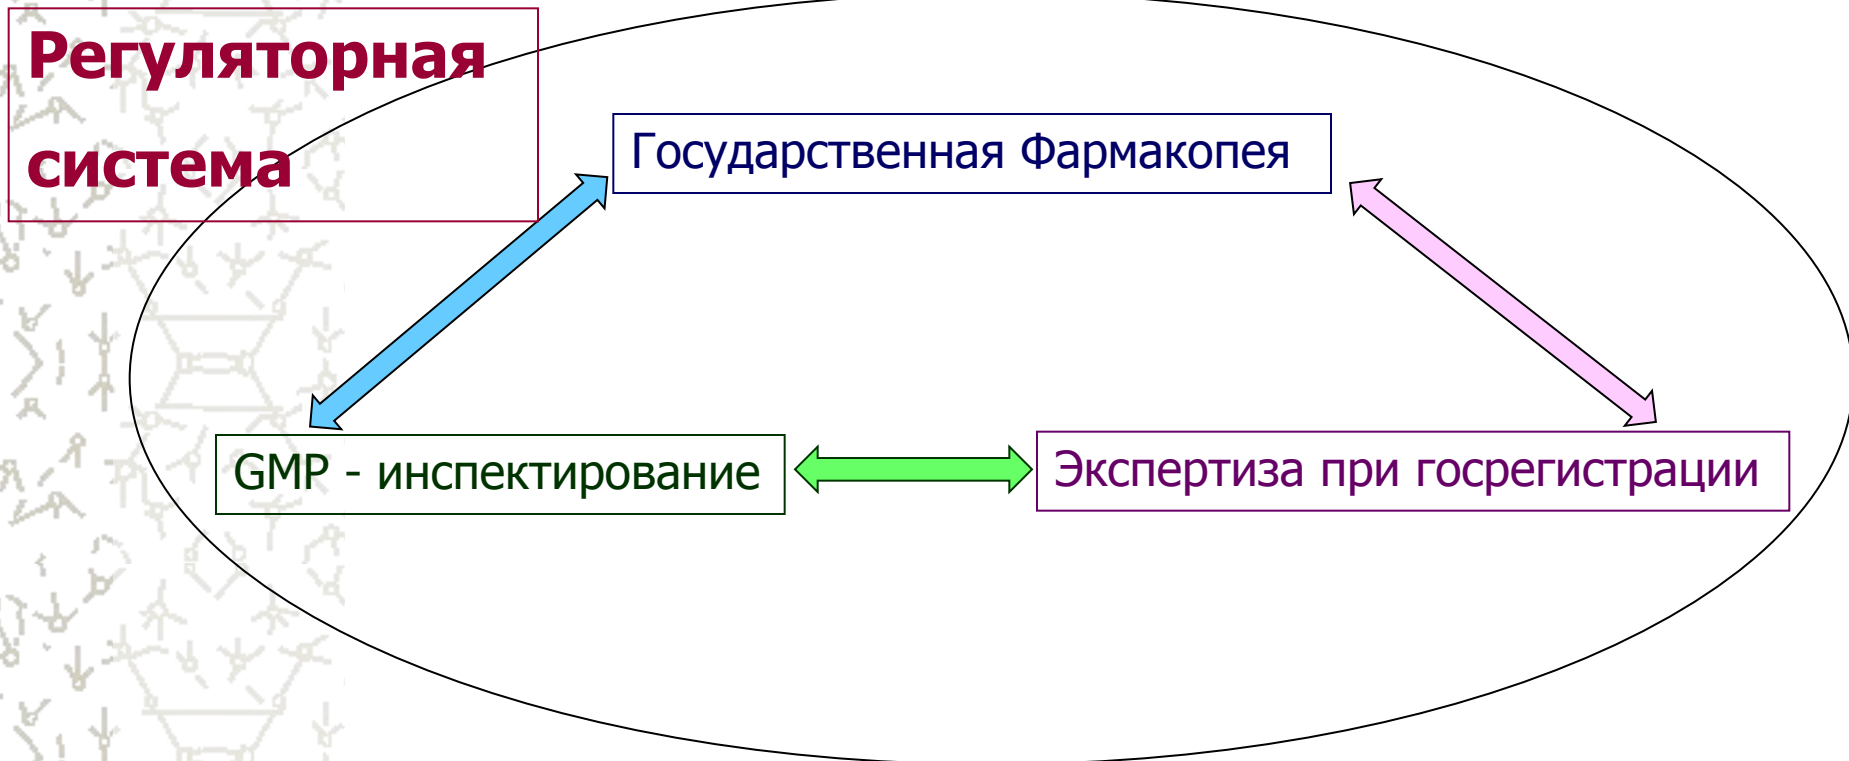 Регуляторная
система
Государственная Фармакопея
GMP - инспектирование
Экспертиза при госрегистрации